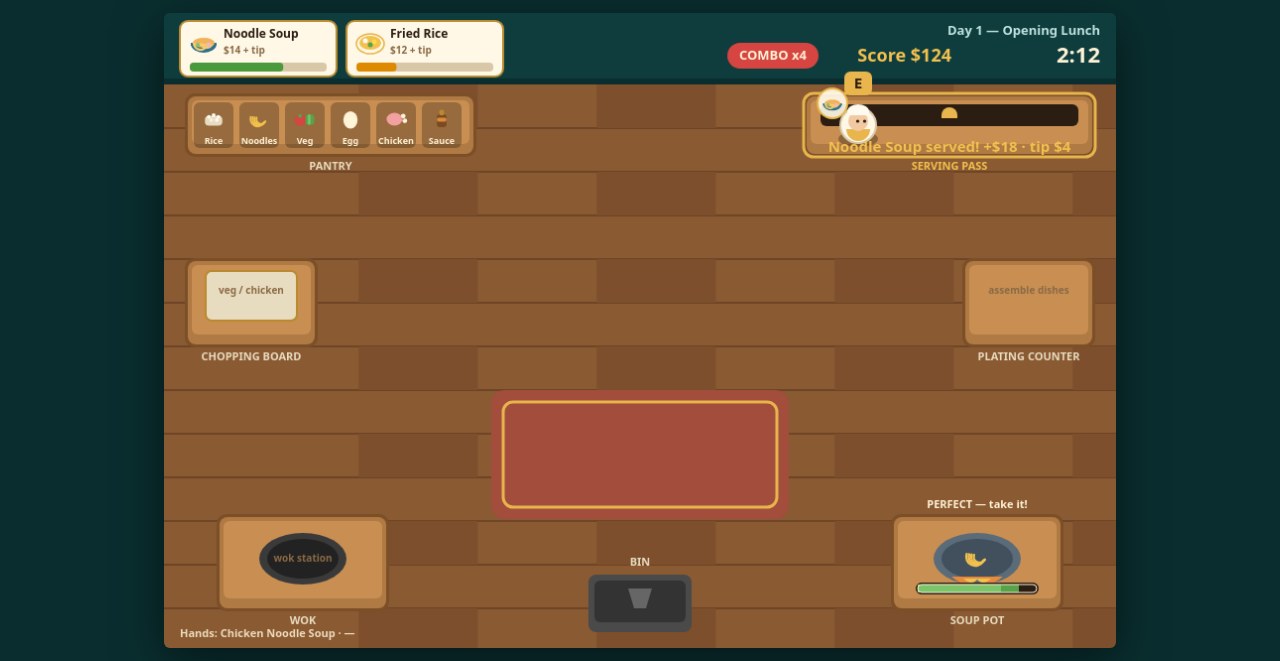 Noodle Soup
$14 + tip
Fried Rice
$12 + tip
Day 1 — Opening Lunch
COMBO x4
Score $124
2:12
E
Rice
Noodles
Veg
Egg
Chicken
Sauce
PANTRY
Noodle Soup served! +$18 · tip $4
SERVING PASS
veg / chicken
CHOPPING BOARD
assemble dishes
PLATING COUNTER
PERFECT — take it!
wok station
WOK
BIN
SOUP POT
Hands: Chicken Noodle Soup · —